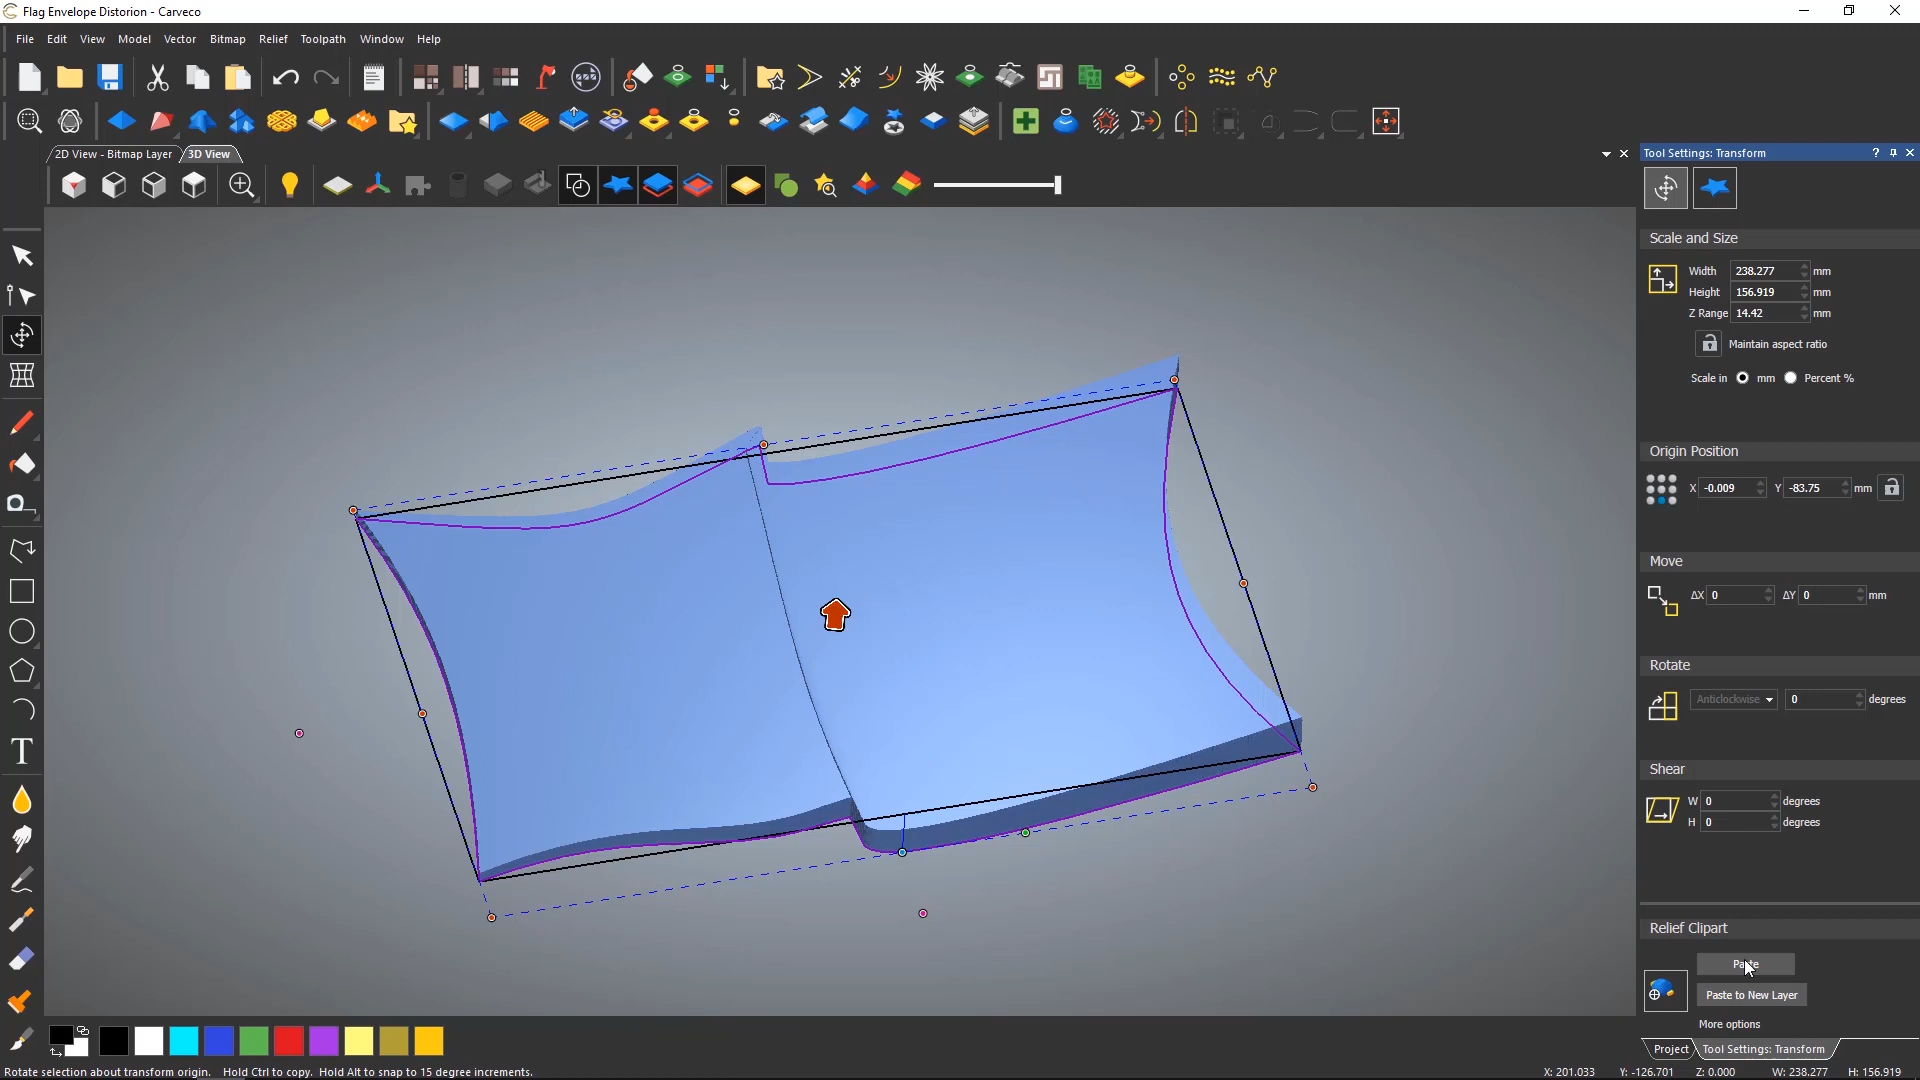 Flag Envelope Distorion - Carveco
File Edit View Model Vector Bitmap Relief Toolpath Window Help
2D View - Bitmap Layer 3D View
Tool Settings: Transform
Scale and Size
Width 238.277 mm
Height 156.919 mm
Z Range 14.42 mm
Maintain aspect ratio
Scale in mm Percent %
Origin Position
X -0.009 Y -83.75 mm
Move
ΔX 0 ΔY 0 mm
Rotate
Anticlockwise 0 degrees
Shear
W 0 degrees
H 0 degrees
Relief Clipart
Paste
Paste to New Layer
More options
Project Tool Settings: Transform
Rotate selection about transform origin. Hold Ctrl to copy. Hold Alt to snap to 15 degree increments. X: 201.033 Y: -126.701 Z: 0.000 W: 238.277 H: 156.919